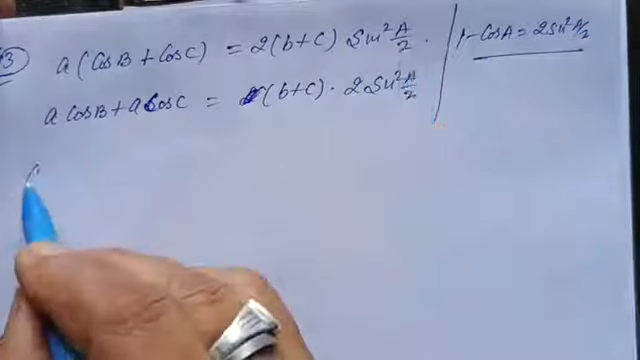 3 a(CosB+CosC) = 2(b+c) Sin²A/2. 1-CosA = 2Sin²A/2
a CosB+a CosC = (b+c). 2Sin²A/2